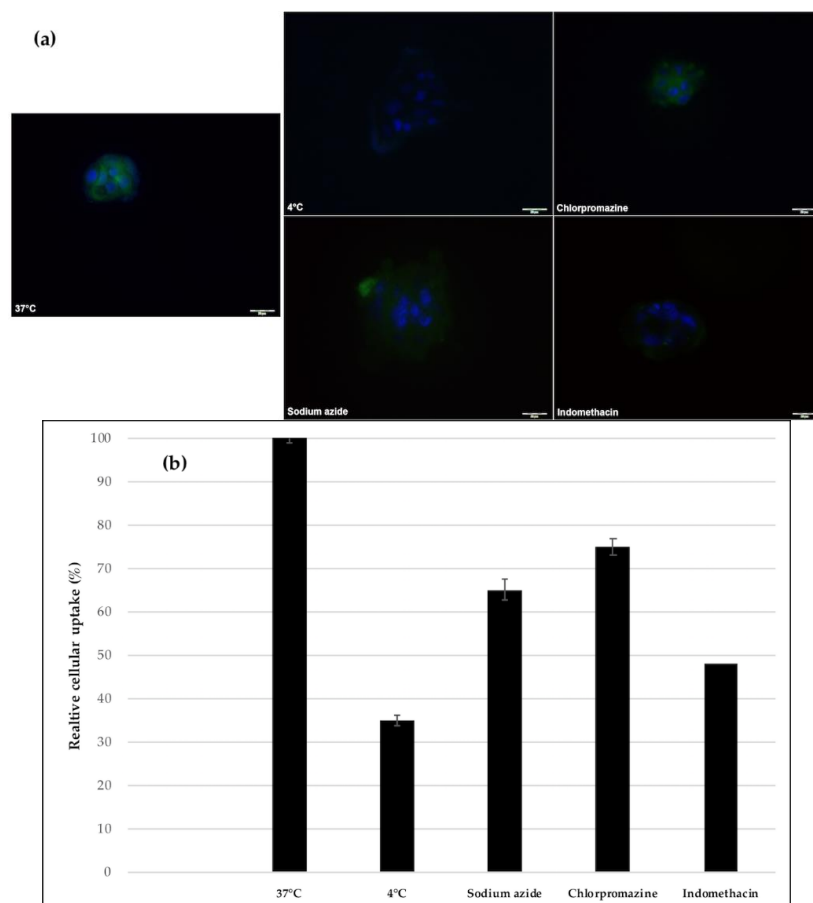 (a)
37°C
4°C
Chlorpromazine
Sodium azide
Indomethacin
(b)
Realtive cellular uptake (%)
100
90
80
70
60
50
40
30
20
10
0
37°C 4°C Sodium azide Chlorpromazine Indomethacin